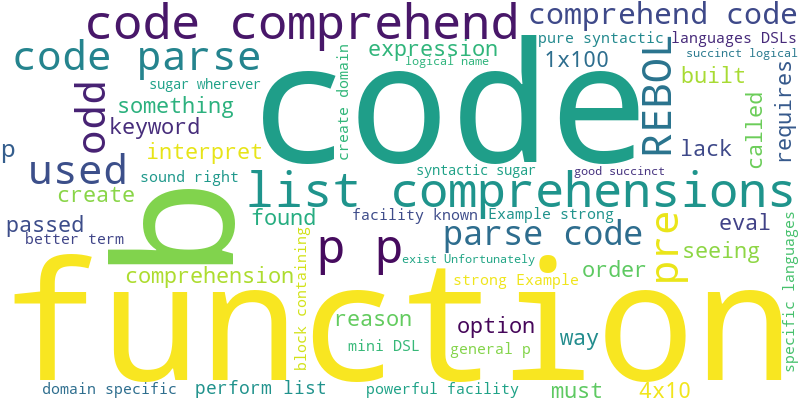 code comprehend
comprehend code
pure syntactic
languages DSLs
code parse
expression
logical name
succinct logical
1x100
built
sugar wherever
create domain
code
REBOL
requires
odd
something
keyword
called
p
interpret
lack
used
sound right
syntactic sugar
good succinct
create
list comprehensions
b
found
facility known
Example strong
pre
eval
passed
better term
p p
parse code
seeing
specific languages
exist Unfortunately
comprehension
block containing
strong Example
order
function
reason
option
way
mini DSL
general p
domain specific
perform list
powerful facility
must
4x10